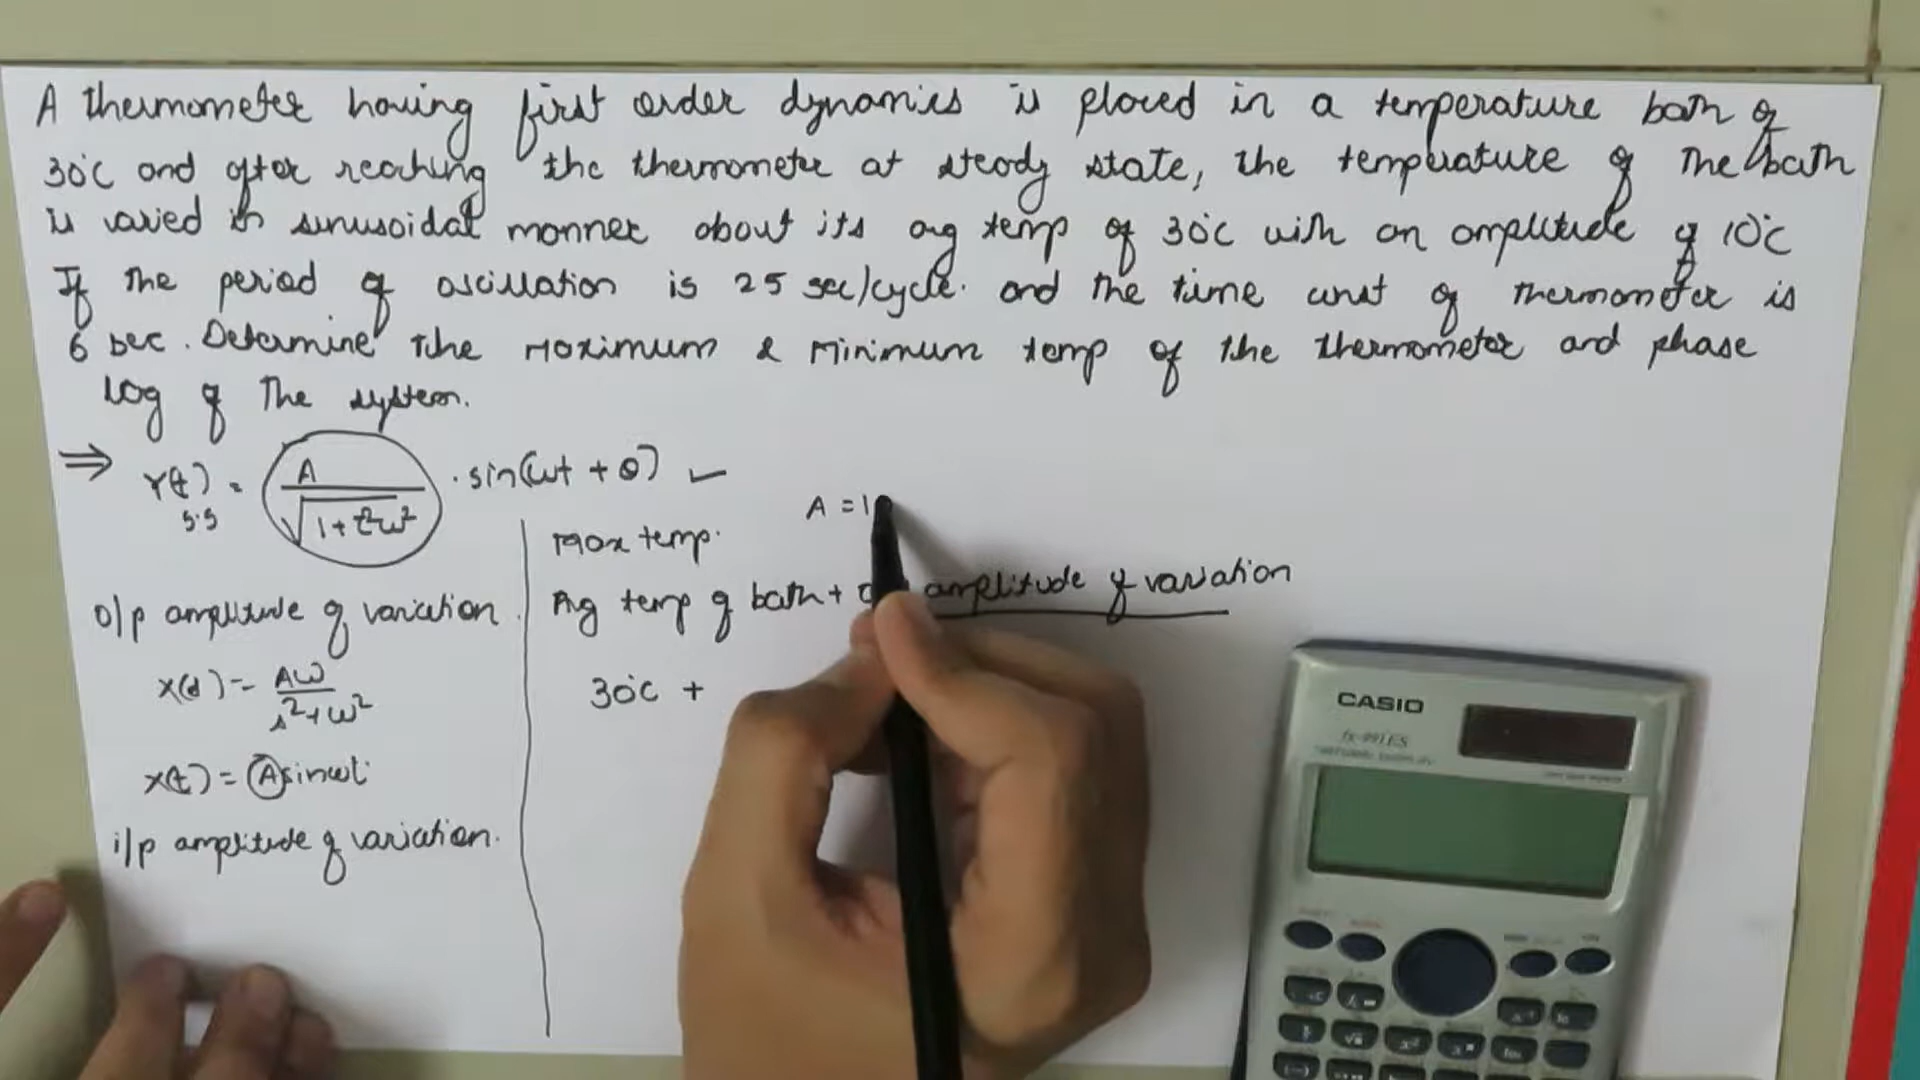 A thermometer having first order dynamics is placed in a temperature bath of
30°C and after reaching the thermometer at steady state, the temperature of the bath
is varied in sinusoidal manner about its avg temp of 30°C with an amplitude of 10°C
If the period of oscillation is 25 sec/cycle. and the time const of thermometer is
6 sec. Determine the Maximum & Minimum temp of the thermometer and phase
lag of the system.
⇒ Y(t) s.s = A / √(1 + τ²ω²) . sin(ωt + θ) ✓
A = 1
Max temp.
Avg temp of bath + amplitude of variation
30°C +
o/p amplitude of variation
x(s) = Aω / s² + ω²
x(t) = A sinωt
i/p amplitude of variation.
CASIO
fx-991ES